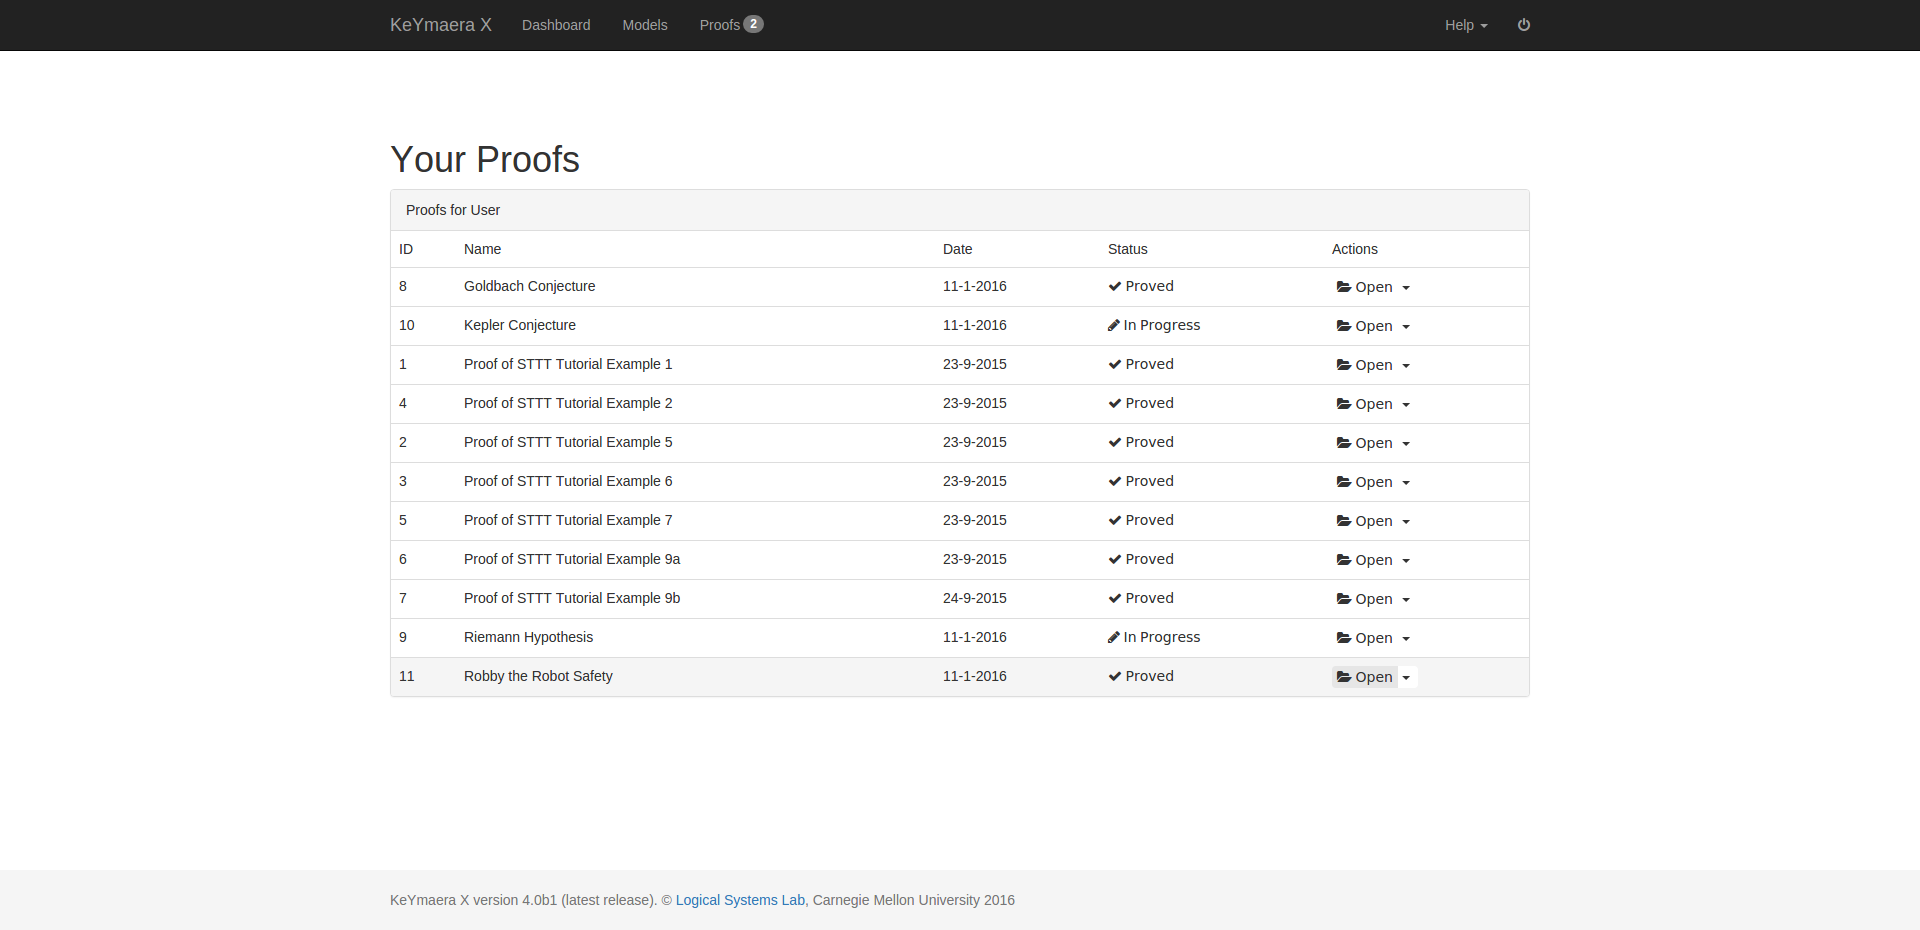 KeYmaera X Dashboard Models Proofs 2 Help
Your Proofs
Proofs for User
ID Name Date Status Actions
8 Goldbach Conjecture 11-1-2016 Proved Open
10 Kepler Conjecture 11-1-2016 In Progress Open
1 Proof of STTT Tutorial Example 1 23-9-2015 Proved Open
4 Proof of STTT Tutorial Example 2 23-9-2015 Proved Open
2 Proof of STTT Tutorial Example 5 23-9-2015 Proved Open
3 Proof of STTT Tutorial Example 6 23-9-2015 Proved Open
5 Proof of STTT Tutorial Example 7 23-9-2015 Proved Open
6 Proof of STTT Tutorial Example 9a 23-9-2015 Proved Open
7 Proof of STTT Tutorial Example 9b 24-9-2015 Proved Open
9 Riemann Hypothesis 11-1-2016 In Progress Open
11 Robby the Robot Safety 11-1-2016 Proved Open
KeYmaera X version 4.0b1 (latest release). © Logical Systems Lab, Carnegie Mellon University 2016